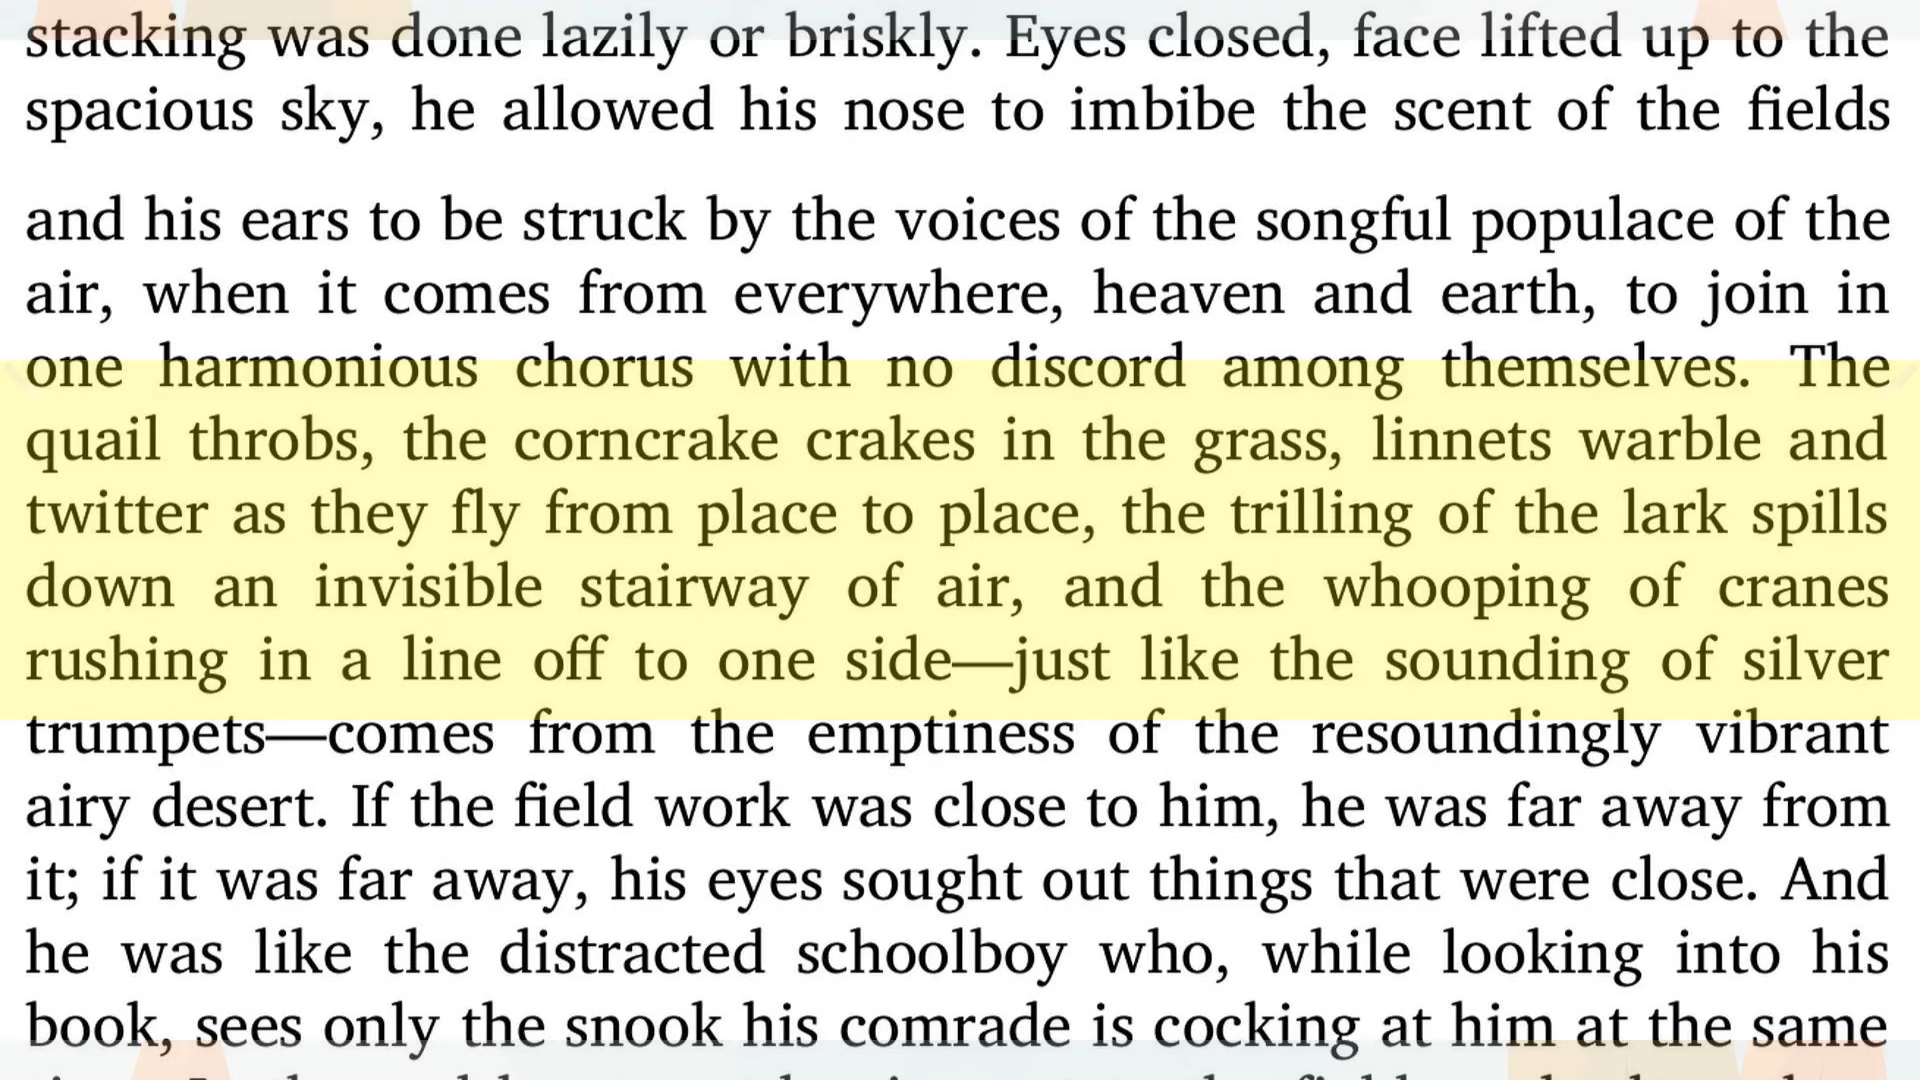 stacking was done lazily or briskly. Eyes closed, face lifted up to the
spacious sky, he allowed his nose to imbibe the scent of the fields
and his ears to be struck by the voices of the songful populace of the
air, when it comes from everywhere, heaven and earth, to join in
one harmonious chorus with no discord among themselves. The
quail throbs, the corncrake crakes in the grass, linnets warble and
twitter as they fly from place to place, the trilling of the lark spills
down an invisible stairway of air, and the whooping of cranes
rushing in a line off to one side—just like the sounding of silver
trumpets—comes from the emptiness of the resoundingly vibrant
airy desert. If the field work was close to him, he was far away from
it; if it was far away, his eyes sought out things that were close. And
he was like the distracted schoolboy who, while looking into his
book, sees only the snook his comrade is cocking at him at the same